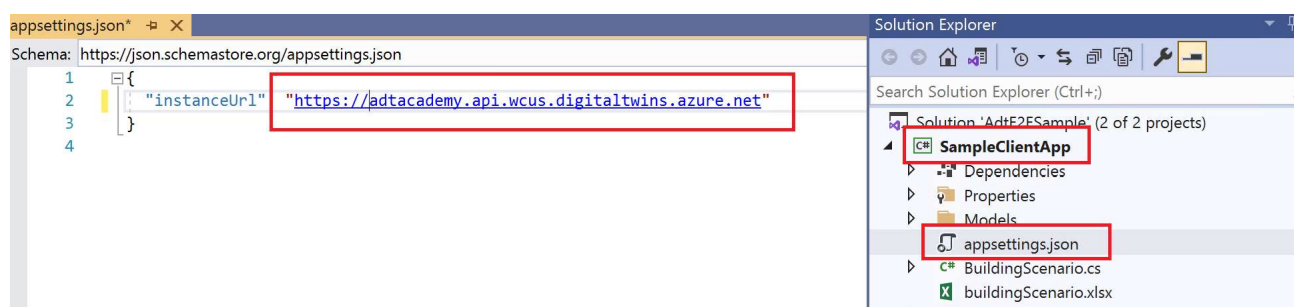 appsettings.json*
Schema: https://json.schemastore.org/appsettings.json
1 {
2 "instanceUrl" "https://adtacademy.api.wcus.digitaltwins.azure.net"
3 }
4
Solution Explorer
Search Solution Explorer (Ctrl+;)
Solution 'AdtE2ESample' (2 of 2 projects)
C# SampleClientApp
Dependencies
Properties
Models
appsettings.json
C# BuildingScenario.cs
buildingScenario.xlsx